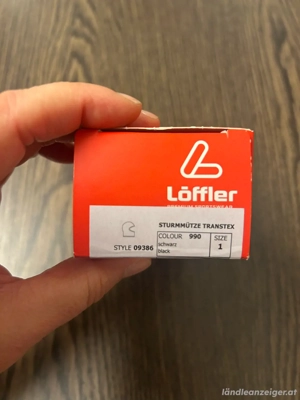 Löffler
PREMIUM SPORTSWEAR
STURMMÜTZE TRANSTEX
STYLE 09386
COLOUR 990
schwarz
black
SIZE
1
ländleanzeiger.at